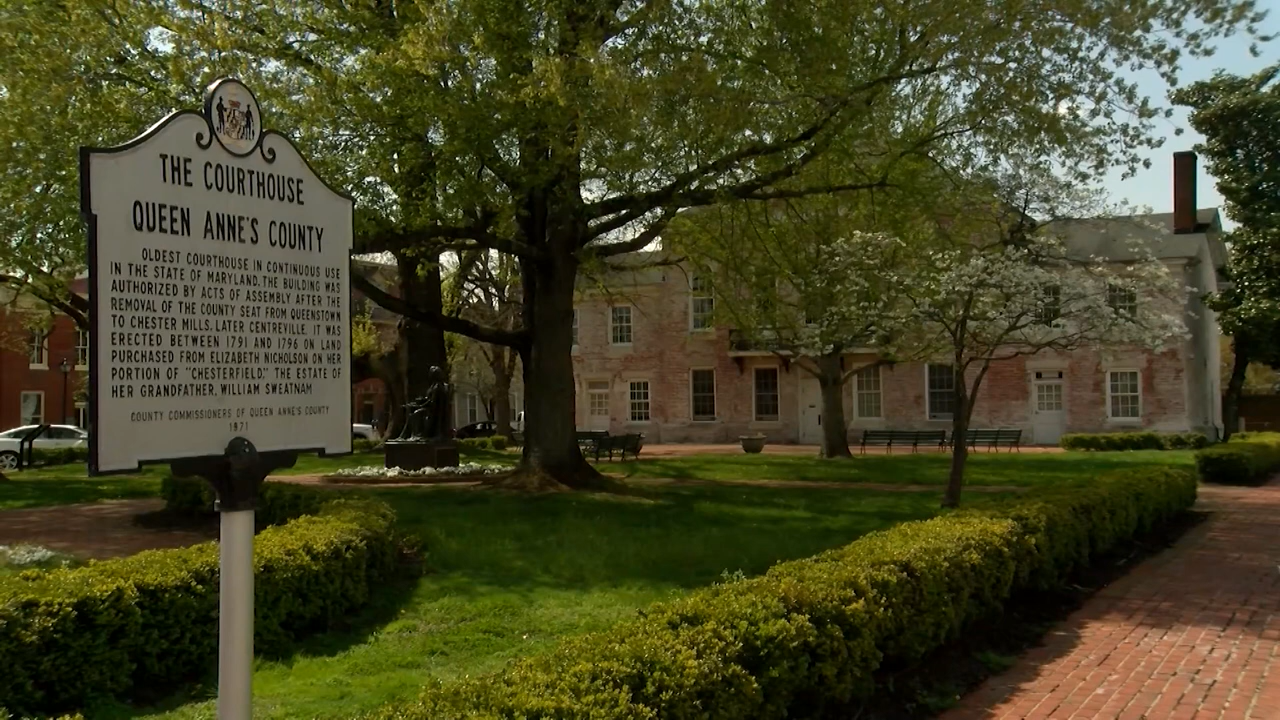 THE COURTHOUSE
QUEEN ANNE'S COUNTY
OLDEST COURTHOUSE IN CONTINUOUS USE
IN THE STATE OF MARYLAND. THE BUILDING WAS
AUTHORIZED BY ACTS OF ASSEMBLY AFTER THE
REMOVAL OF THE COUNTY SEAT FROM QUEENSTOWN
TO CHESTER MILLS, LATER CENTREVILLE. IT WAS
ERECTED BETWEEN 1791 AND 1796 ON LAND
PURCHASED FROM ELIZABETH NICHOLSON ON HER
PORTION OF "CHESTERFIELD," THE ESTATE OF
HER GRANDFATHER, WILLIAM SWEATNAM
COUNTY COMMISSIONERS OF QUEEN ANNE'S COUNTY
1971